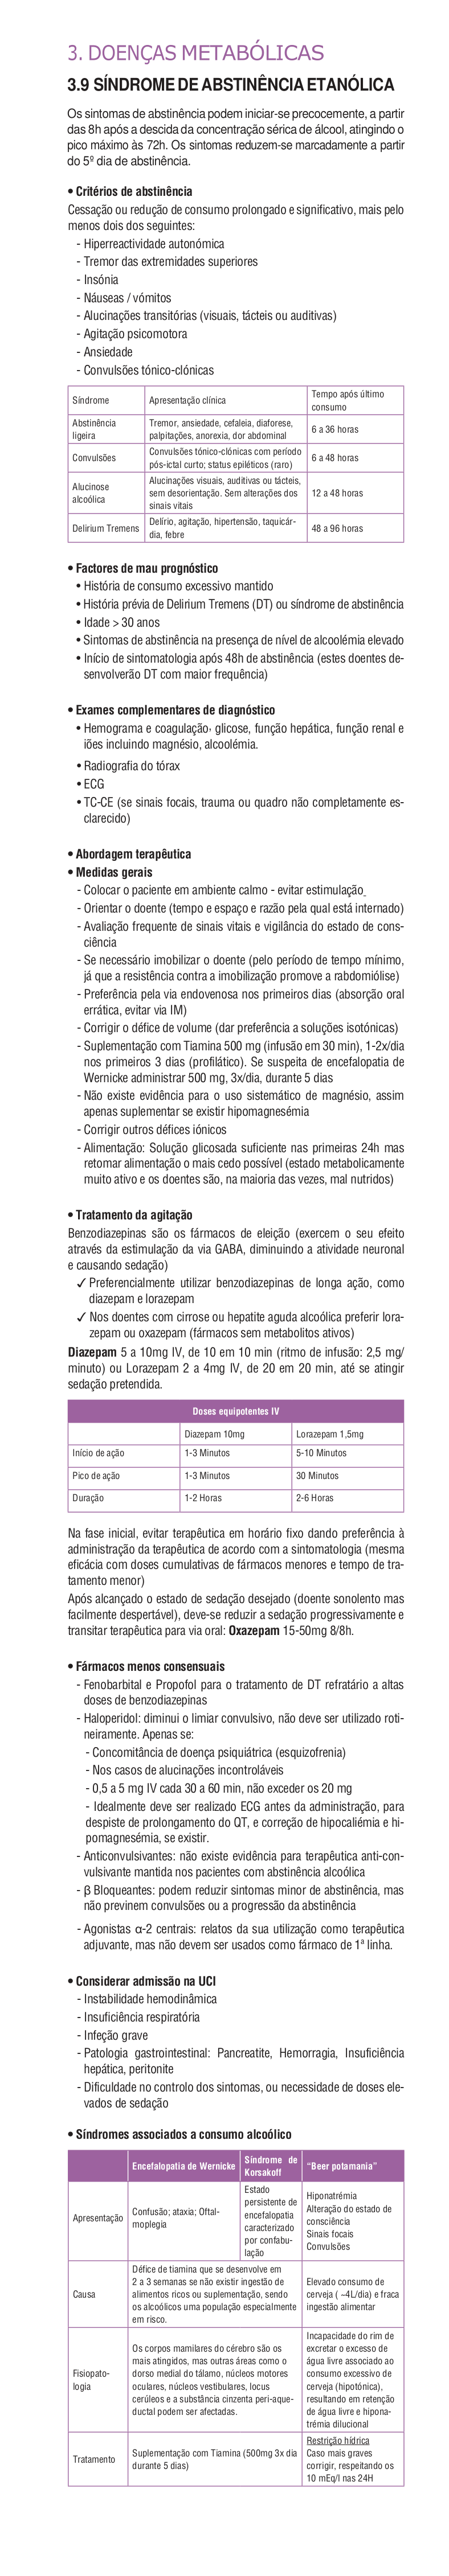 3. DOENÇAS METABÓLICAS
3.9 SÍNDROME DE ABSTINÊNCIA ETANÓLICA
Os sintomas de abstinência podem iniciar-se precocemente, a partir
das 8h após a descida da concentração sérica de álcool, atingindo o
pico máximo às 72h. Os sintomas reduzem-se marcadamente a partir
do 5º dia de abstinência.
• Critérios de abstinência
Cessação ou redução de consumo prolongado e significativo, mais pelo
menos dois dos seguintes:
- Hiperreactividade autonómica
- Tremor das extremidades superiores
- Insónia
- Náuseas / vómitos
- Alucinações transitórias (visuais, tácteis ou auditivas)
- Agitação psicomotora
- Ansiedade
- Convulsões tónico-clónicas
Síndrome
Apresentação clínica
Tempo após último
consumo
Abstinência
ligeira
Tremor, ansiedade, cefaleia, diaforese,
palpitações, anorexia, dor abdominal
6 a 36 horas
Convulsões
Convulsões tónico-clónicas com período
pós-ictal curto; status epiléticos (raro)
6 a 48 horas
Alucinose
alcoólica
Alucinações visuais, auditivas ou tácteis,
sem desorientação. Sem alterações dos
sinais vitais
12 a 48 horas
Delirium Tremens
Delírio, agitação, hipertensão, taquicár-
dia, febre
48 a 96 horas
• Factores de mau prognóstico
• História de consumo excessivo mantido
• História prévia de Delirium Tremens (DT) ou síndrome de abstinência
• Idade > 30 anos
• Sintomas de abstinência na presença de nível de alcoolémia elevado
• Início de sintomatologia após 48h de abstinência (estes doentes de-
senvolverão DT com maior frequência)
• Exames complementares de diagnóstico
• Hemograma e coagulação, glicose, função hepática, função renal e
iões incluindo magnésio, alcoolémia.
• Radiografia do tórax
• ECG
• TC-CE (se sinais focais, trauma ou quadro não completamente es-
clarecido)
• Abordagem terapêutica
• Medidas gerais
- Colocar o paciente em ambiente calmo - evitar estimulação_
- Orientar o doente (tempo e espaço e razão pela qual está internado)
- Avaliação frequente de sinais vitais e vigilância do estado de cons-
ciência
- Se necessário imobilizar o doente (pelo período de tempo mínimo,
já que a resistência contra a imobilização promove a rabdomiólise)
- Preferência pela via endovenosa nos primeiros dias (absorção oral
errática, evitar via IM)
- Corrigir o défice de volume (dar preferência a soluções isotónicas)
- Suplementação com Tiamina 500 mg (infusão em 30 min), 1-2x/dia
nos primeiros 3 dias (profilático). Se suspeita de encefalopatia de
Wernicke administrar 500 mg, 3x/dia, durante 5 dias
- Não existe evidência para o uso sistemático de magnésio, assim
apenas suplementar se existir hipomagnesémia
- Corrigir outros défices iónicos
- Alimentação: Solução glicosada suficiente nas primeiras 24h mas
retomar alimentação o mais cedo possível (estado metabolicamente
muito ativo e os doentes são, na maioria das vezes, mal nutridos)
• Tratamento da agitação
Benzodiazepinas são os fármacos de eleição (exercem o seu efeito
através da estimulação da via GABA, diminuindo a atividade neuronal
e causando sedação)
✓ Preferencialmente utilizar benzodiazepinas de longa ação, como
diazepam e lorazepam
✓ Nos doentes com cirrose ou hepatite aguda alcoólica preferir lora-
zepam ou oxazepam (fármacos sem metabolitos ativos)
Diazepam 5 a 10mg IV, de 10 em 10 min (ritmo de infusão: 2,5 mg/
minuto) ou Lorazepam 2 a 4mg IV, de 20 em 20 min, até se atingir
sedação pretendida.
Doses equipotentes IV
Diazepam 10mg
Lorazepam 1,5mg
Início de ação
1-3 Minutos
5-10 Minutos
Pico de ação
1-3 Minutos
30 Minutos
Duração
1-2 Horas
2-6 Horas
Na fase inicial, evitar terapêutica em horário fixo dando preferência à
administração da terapêutica de acordo com a sintomatologia (mesma
eficácia com doses cumulativas de fármacos menores e tempo de tra-
tamento menor)
Após alcançado o estado de sedação desejado (doente sonolento mas
facilmente despertável), deve-se reduzir a sedação progressivamente e
transitar terapêutica para via oral: Oxazepam 15-50mg 8/8h.
• Fármacos menos consensuais
- Fenobarbital e Propofol para o tratamento de DT refratário a altas
doses de benzodiazepinas
- Haloperidol: diminui o limiar convulsivo, não deve ser utilizado roti-
neiramente. Apenas se:
- Concomitância de doença psiquiátrica (esquizofrenia)
- Nos casos de alucinações incontroláveis
- 0,5 a 5 mg IV cada 30 a 60 min, não exceder os 20 mg
- Idealmente deve ser realizado ECG antes da administração, para
despiste de prolongamento do QT, e correção de hipocaliémia e hi-
pomagnesémia, se existir.
- Anticonvulsivantes: não existe evidência para terapêutica anti-con-
vulsivante mantida nos pacientes com abstinência alcoólica
- β Bloqueantes: podem reduzir sintomas minor de abstinência, mas
não previnem convulsões ou a progressão da abstinência
- Agonistas α-2 centrais: relatos da sua utilização como terapêutica
adjuvante, mas não devem ser usados como fármaco de 1ª linha.
• Considerar admissão na UCI
- Instabilidade hemodinâmica
- Insuficiência respiratória
- Infeção grave
- Patologia gastrointestinal: Pancreatite, Hemorragia, Insuficiência
hepática, peritonite
- Dificuldade no controlo dos sintomas, ou necessidade de doses ele-
vados de sedação
• Síndromes associados a consumo alcoólico
Encefalopatia de Wernicke
Síndrome de
Korsakoff
“Beer potamania”
Apresentação
Confusão; ataxia; Oftal-
moplegia
Estado
persistente de
encefalopatia
caracterizado
por confabu-
lação
Hiponatrémia
Alteração do estado de
consciência
Sinais focais
Convulsões
Causa
Défice de tiamina que se desenvolve em
2 a 3 semanas se não existir ingestão de
alimentos ricos ou suplementação, sendo
os alcoólicos uma população especialmente
em risco.
Elevado consumo de
cerveja ( ~4L/dia) e fraca
ingestão alimentar
Fisiopato-
logia
Os corpos mamilares do cérebro são os
mais atingidos, mas outras áreas como o
dorso medial do tálamo, núcleos motores
oculares, núcleos vestibulares, locus
cerúleos e a substância cinzenta peri-aque-
ductal podem ser afectadas.
Incapacidade do rim de
excretar o excesso de
água livre associado ao
consumo excessivo de
cerveja (hipotónica),
resultando em retenção
de água livre e hipona-
trémia dilucional
Tratamento
Suplementação com Tiamina (500mg 3x dia
durante 5 dias)
Restrição hídrica
Caso mais graves
corrigir, respeitando os
10 mEq/l nas 24H